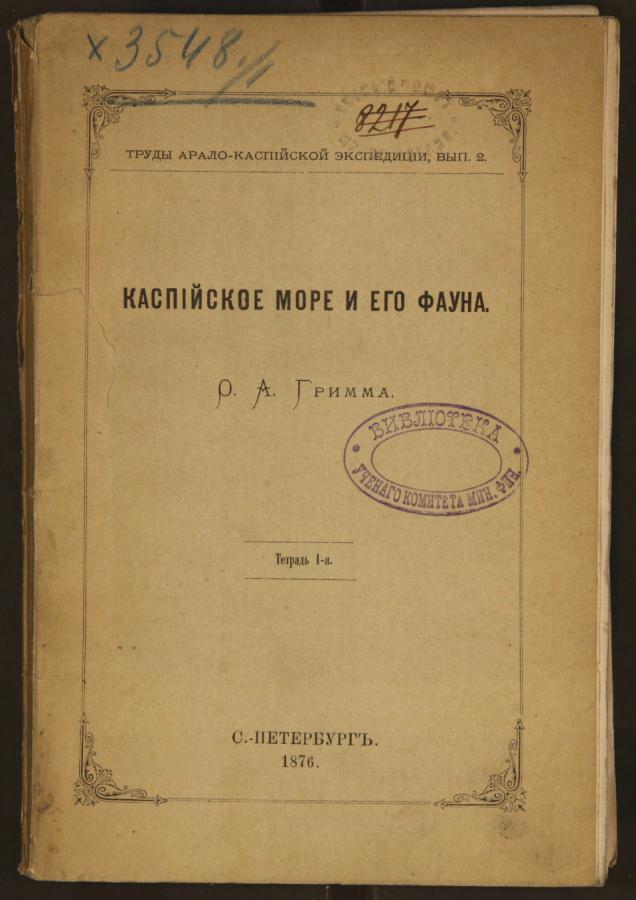 х 3548./1
8217
ТРУДЫ АРАЛО-КАСПІЙСКОЙ ЭКСПЕДИЦІИ, ВЫП. 2.
КАСПІЙСКОЕ МОРЕ И ЕГО ФАУНА.
О. А. Гримма.
БИБЛІОТЕКА
УЧЕНАГО КОМИТЕТА МИН. ФИН.
Тетрадь 1-я.
С.-ПЕТЕРБУРГЪ.
1876.